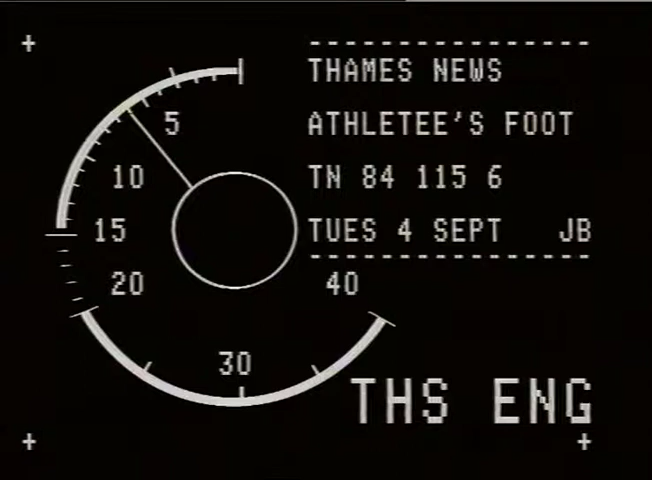 THAMES NEWS
ATHLETEE'S FOOT
TN 84 115 6
TUES 4 SEPT JB
5
10
15
20
30
40
THS ENG